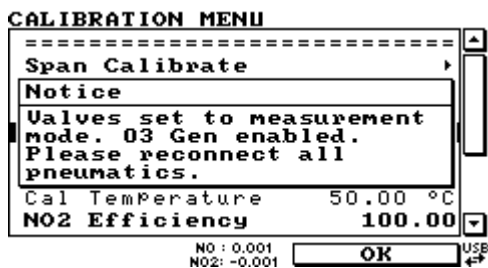 CALIBRATION MENU
==============================
Span Calibrate
Notice
Valves set to measurement
mode. O3 Gen enabled.
Please reconnect all
pneumatics.
Cal Temperature 50.00 °C
NO2 Efficiency 100.00
NO : 0.001
NO2: -0.001
OK
USB